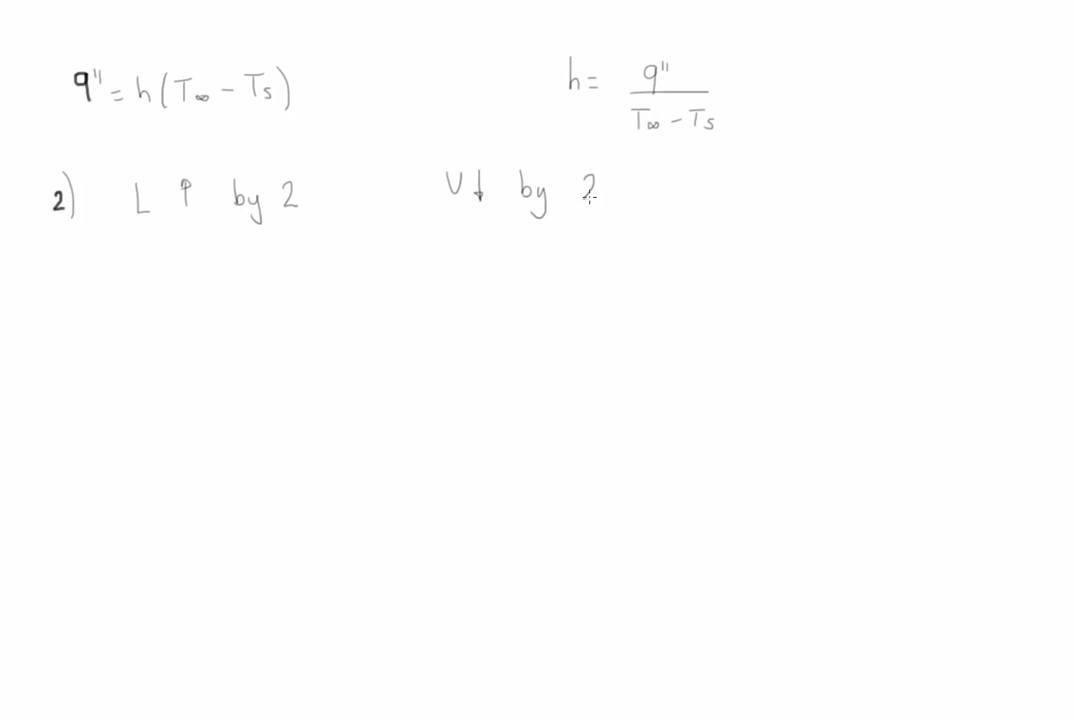 q" = h(T∞ - Ts)
h = q" / T∞ - Ts
2) L ↑ by 2
V↓ by 2